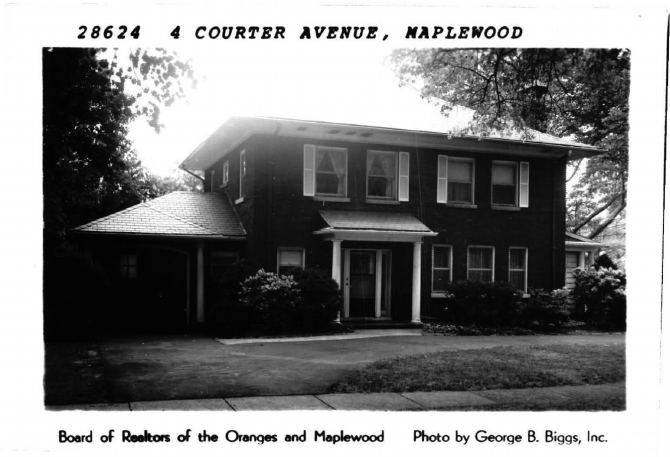 28624 4 COURTER AVENUE, MAPLEWOOD
Board of Realtors of the Oranges and Maplewood Photo by George B. Biggs, Inc.